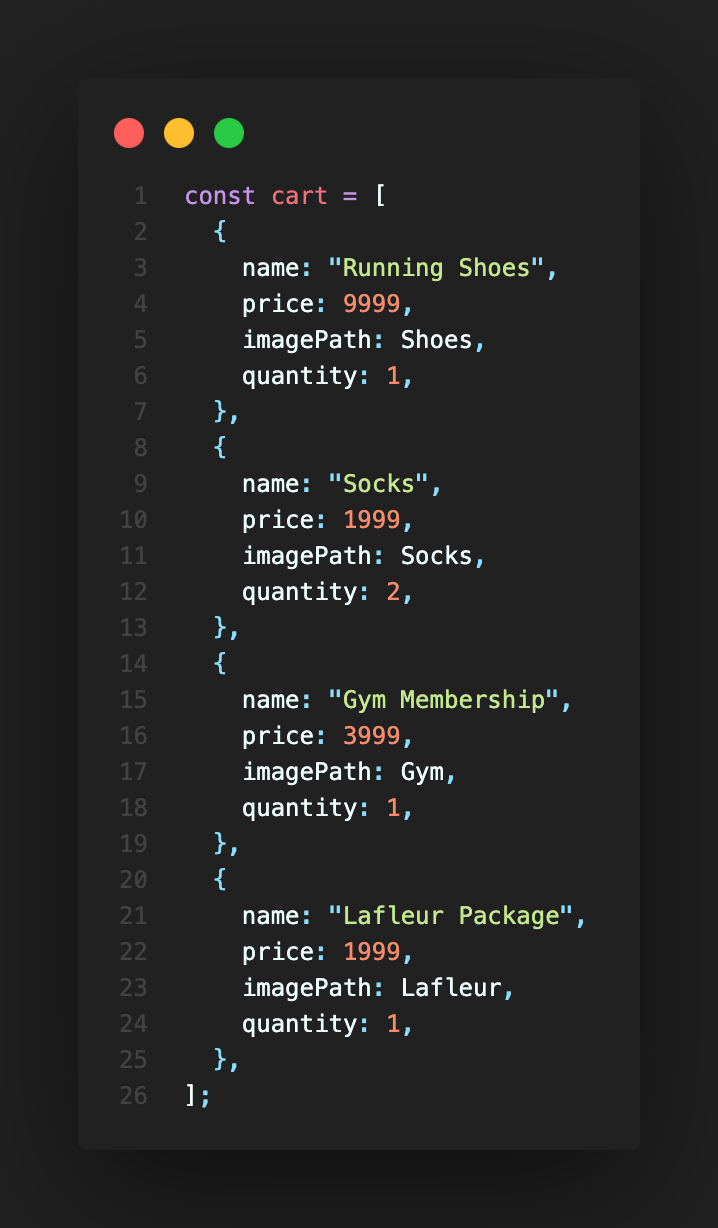 1 const cart = [
2   {
3     name: "Running Shoes",
4     price: 9999,
5     imagePath: Shoes,
6     quantity: 1,
7   },
8   {
9     name: "Socks",
10     price: 1999,
11     imagePath: Socks,
12     quantity: 2,
13   },
14   {
15     name: "Gym Membership",
16     price: 3999,
17     imagePath: Gym,
18     quantity: 1,
19   },
20   {
21     name: "Lafleur Package",
22     price: 1999,
23     imagePath: Lafleur,
24     quantity: 1,
25   },
26 ];